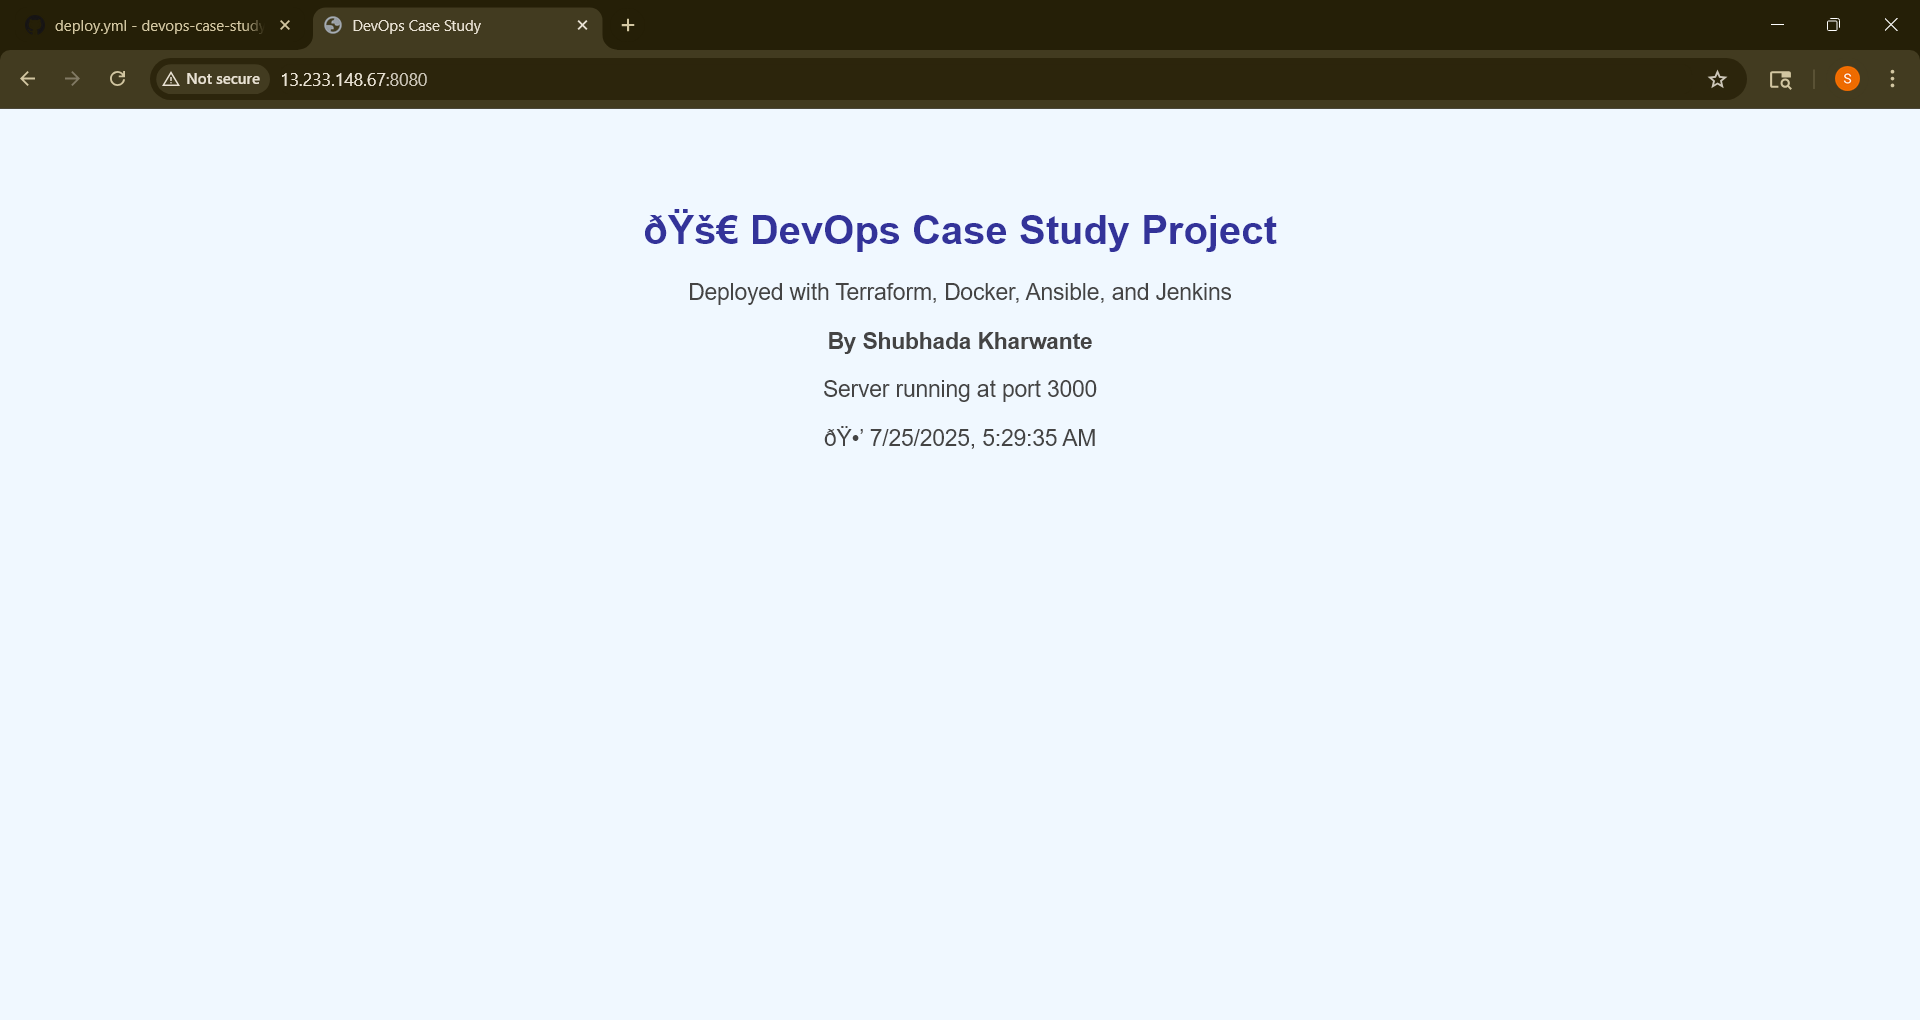 deploy.yml - devops-case-study
DevOps Case Study
Not secure
13.233.148.67:8080
S
ðŸš€ DevOps Case Study Project
Deployed with Terraform, Docker, Ansible, and Jenkins
By Shubhada Kharwante
Server running at port 3000
ðŸ•’ 7/25/2025, 5:29:35 AM